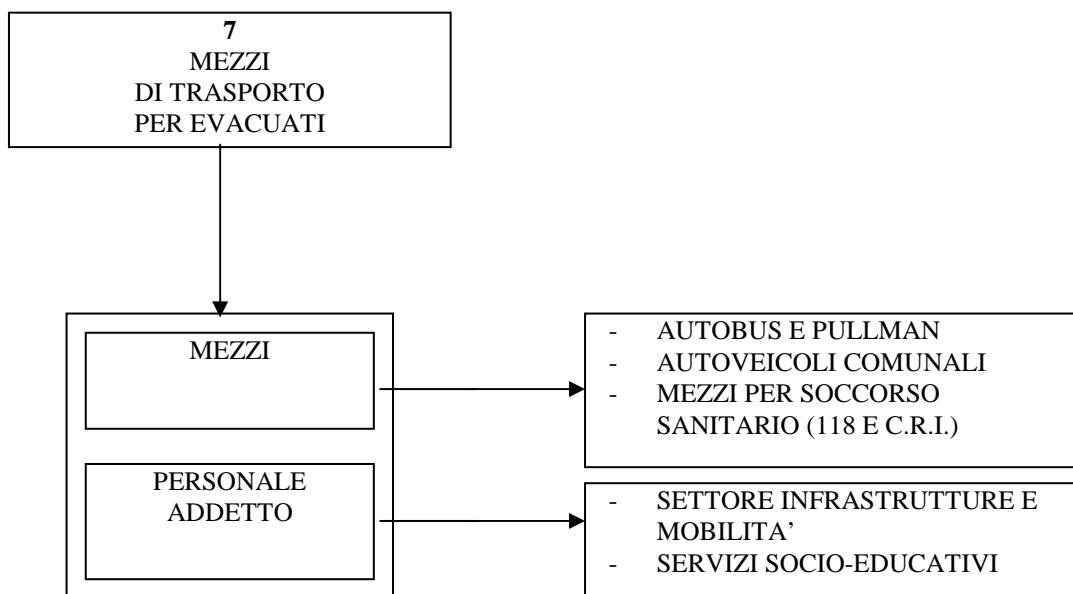 7
MEZZI
DI TRASPORTO
PER EVACUATI
MEZZI
- AUTOBUS E PULLMAN
- AUTOVEICOLI COMUNALI
- MEZZI PER SOCCORSO
SANITARIO (118 E C.R.I.)
PERSONALE
ADDETTO
- SETTORE INFRASTRUTTURE E
MOBILITA’
- SERVIZI SOCIO-EDUCATIVI